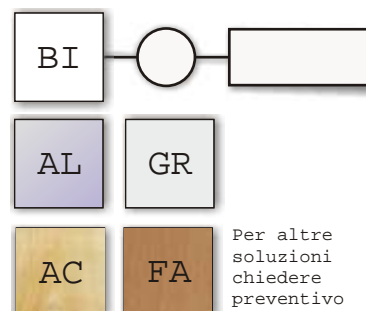 BI
AL GR
AC FA
Per altre
soluzioni
chiedere
preventivo